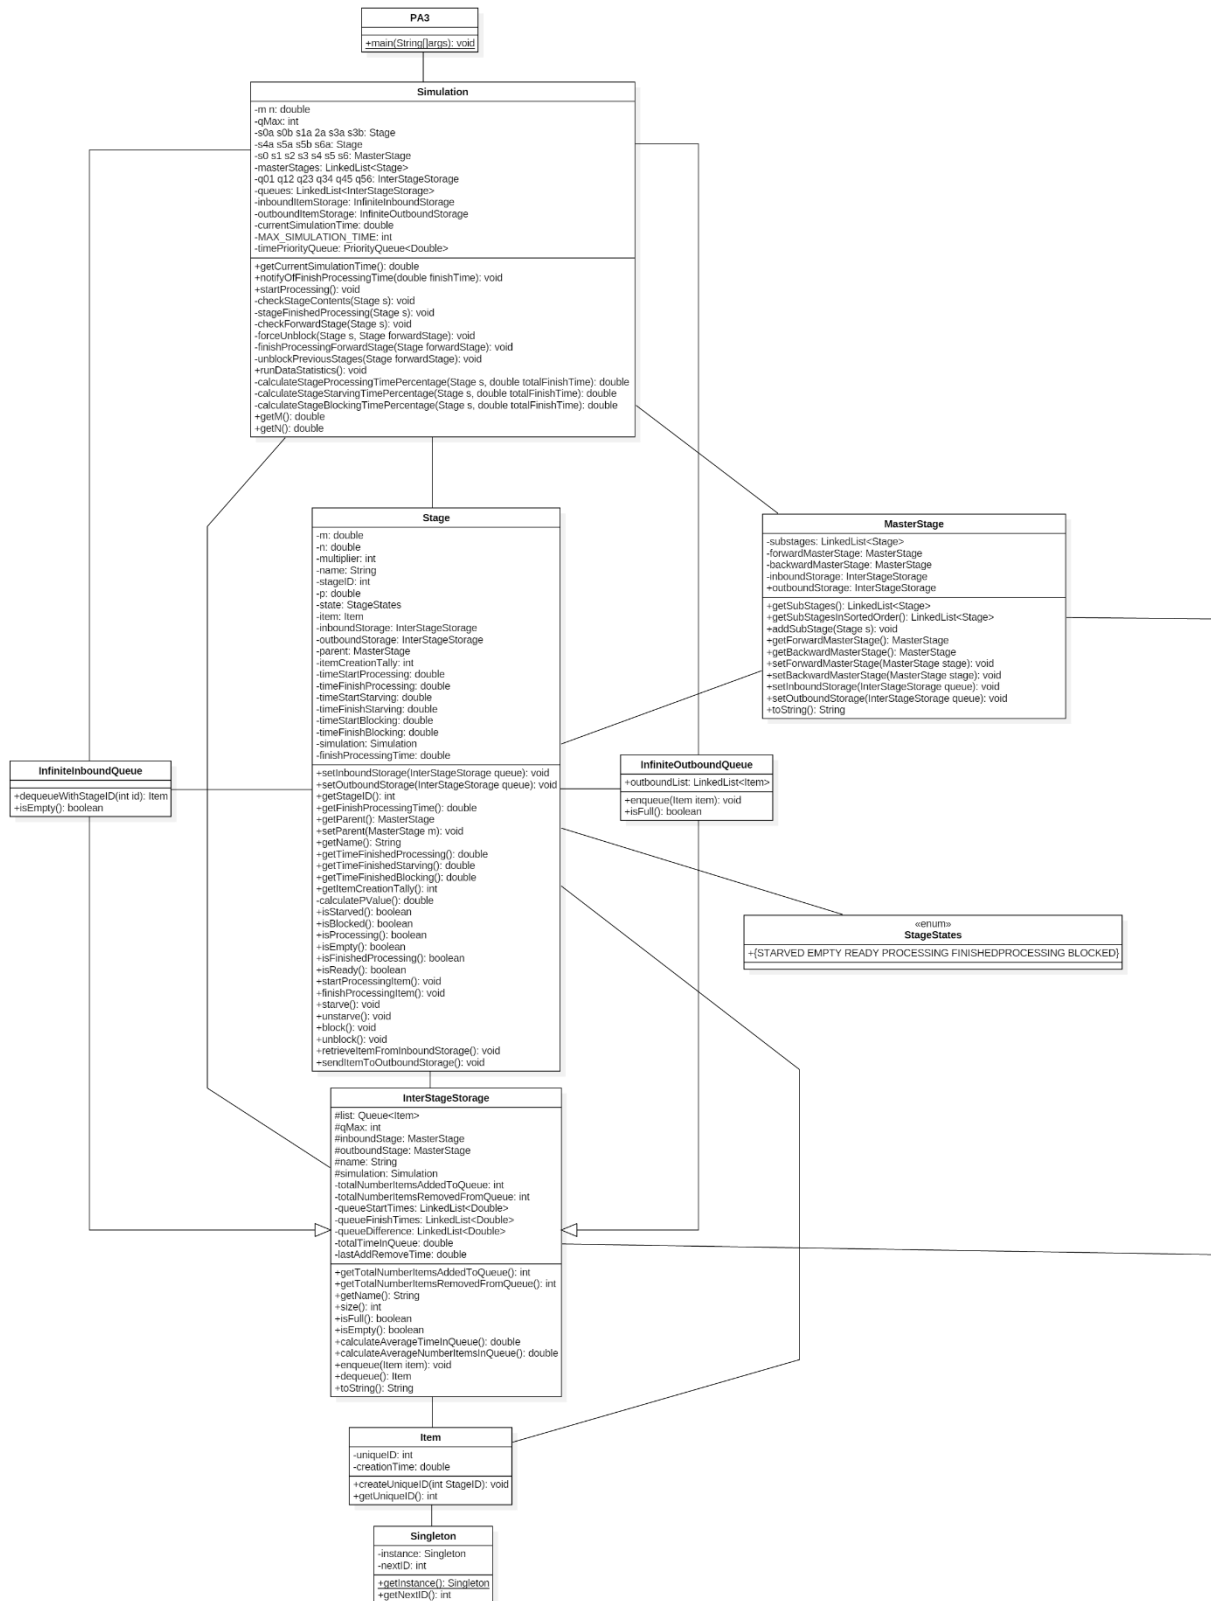 PA3
+main(String[]args): void
Simulation
-m n: double
-qMax: int
-s0a s0b s1a 2a s3a s3b: Stage
-s4a s5a s5b s6a: Stage
-s0 s1 s2 s3 s4 s5 s6: MasterStage
-masterStages: LinkedList<Stage>
-q01 q12 q23 q34 q45 q56: InterStageStorage
-queues: LinkedList<InterStageStorage>
-inboundItemStorage: InfiniteInboundStorage
-outboundItemStorage: InfiniteOutboundStorage
-currentSimulationTime: double
-MAX_SIMULATION_TIME: int
-timePriorityQueue: PriorityQueue<Double>
+getCurrentSimulationTime(): double
+notifyOfFinishProcessingTime(double finishTime): void
+startProcessing(): void
-checkStageContents(Stage s): void
-stageFinishedProcessing(Stage s): void
-checkForwardStage(Stage s): void
-forceUnblock(Stage s, Stage forwardStage): void
-finishProcessingForwardStage(Stage forwardStage): void
-unblockPreviousStages(Stage forwardStage): void
+runDataStatistics(): void
-calculateStageProcessingTimePercentage(Stage s, double totalFinishTime): double
-calculateStageStarvingTimePercentage(Stage s, double totalFinishTime): double
-calculateStageBlockingTimePercentage(Stage s, double totalFinishTime): double
+getM(): double
+getN(): double
Stage
-m: double
-n: double
-multiplier: int
-name: String
-stageID: int
-p: double
-state: StageStates
-item: Item
-inboundStorage: InterStageStorage
-outboundStorage: InterStageStorage
-parent: MasterStage
-itemCreationTally: int
-timeStartProcessing: double
-timeFinishProcessing: double
-timeStartStarving: double
-timeFinishStarving: double
-timeStartBlocking: double
-timeFinishBlocking: double
-simulation: Simulation
-finishProcessingTime: double
+setInboundStorage(InterStageStorage queue): void
+setOutboundStorage(InterStageStorage queue): void
+getStageID(): int
+getFinishProcessingTime(): double
+getParent(): MasterStage
+setParent(MasterStage m): void
+getName(): String
+getTimeFinishedProcessing(): double
+getTimeFinishedStarving(): double
+getTimeFinishedBlocking(): double
+getItemCreationTally(): int
-calculatePValue(): double
+isStarved(): boolean
+isBlocked(): boolean
+isProcessing(): boolean
+isEmpty(): boolean
+isFinishedProcessing(): boolean
+isReady(): boolean
+startProcessingItem(): void
+finishProcessingItem(): void
+starve(): void
+unstarve(): void
+block(): void
+unblock(): void
+retrieveItemFromInboundStorage(): void
+sendItemToOutboundStorage(): void
MasterStage
-substages: LinkedList<Stage>
-forwardMasterStage: MasterStage
-backwardMasterStage: MasterStage
-inboundStorage: InterStageStorage
+outboundStorage: InterStageStorage
+getSubStages(): LinkedList<Stage>
+getSubStagesInSortedOrder(): LinkedList<Stage>
+addSubStage(Stage s): void
+getForwardMasterStage(): MasterStage
+getBackwardMasterStage(): MasterStage
+setForwardMasterStage(MasterStage stage): void
+setBackwardMasterStage(MasterStage stage): void
+setInboundStorage(InterStageStorage queue): void
+setOutboundStorage(InterStageStorage queue): void
+toString(): String
InfiniteInboundQueue
+dequeueWithStageID(int id): Item
+isEmpty(): boolean
InfiniteOutboundQueue
+outboundList: LinkedList<Item>
+enqueue(Item item): void
+isFull(): boolean
«enum»
StageStates
+{STARVED EMPTY READY PROCESSING FINISHEDPROCESSING BLOCKED}
InterStageStorage
#list: Queue<Item>
#qMax: int
#inboundStage: MasterStage
#outboundStage: MasterStage
#name: String
#simulation: Simulation
-totalNumberItemsAddedToQueue: int
-totalNumberItemsRemovedFromQueue: int
-queueStartTimes: LinkedList<Double>
-queueFinishTimes: LinkedList<Double>
-queueDifference: LinkedList<Double>
-totalTimeInQueue: double
-lastAddRemoveTime: double
+getTotalNumberItemsAddedToQueue(): int
+getTotalNumberItemsRemovedFromQueue(): int
+getName(): String
+size(): int
+isFull(): boolean
+isEmpty(): boolean
+calculateAverageTimeInQueue(): double
+calculateAverageNumberItemsInQueue(): double
+enqueue(Item item): void
+dequeue(): Item
+toString(): String
Item
-uniqueID: int
-creationTime: double
+createUniqueID(int StageID): void
+getUniqueID(): int
Singleton
-instance: Singleton
-nextID: int
+getInstance(): Singleton
+getNextID(): int